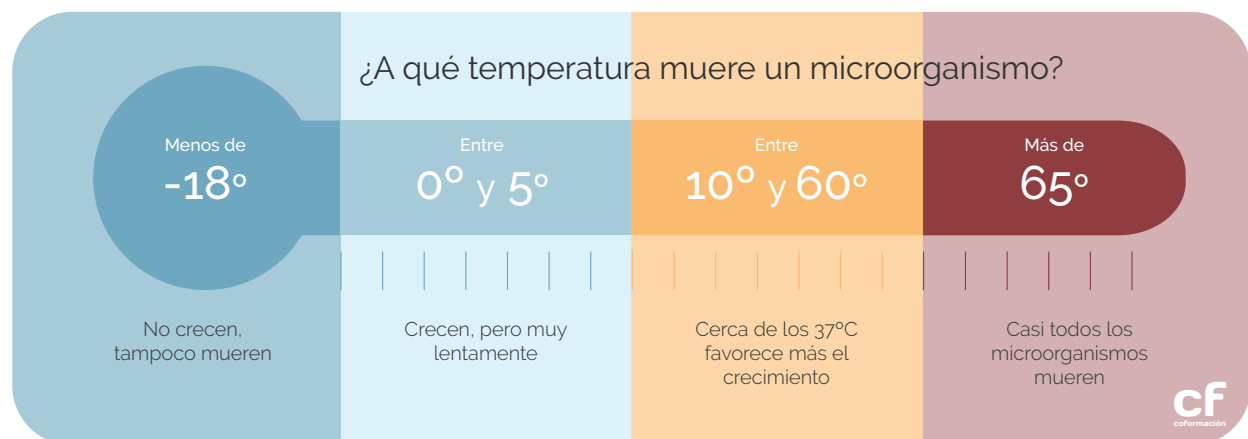 ¿A qué temperatura muere un microorganismo?
Menos de
-18º
Entre
0º y 5º
Entre
10º y 60º
Más de
65º
No crecen,
tampoco mueren
Crecen, pero muy
lentamente
Cerca de los 37ºC
favorece más el
crecimiento
Casi todos los
microorganismos
mueren
cf
coformación